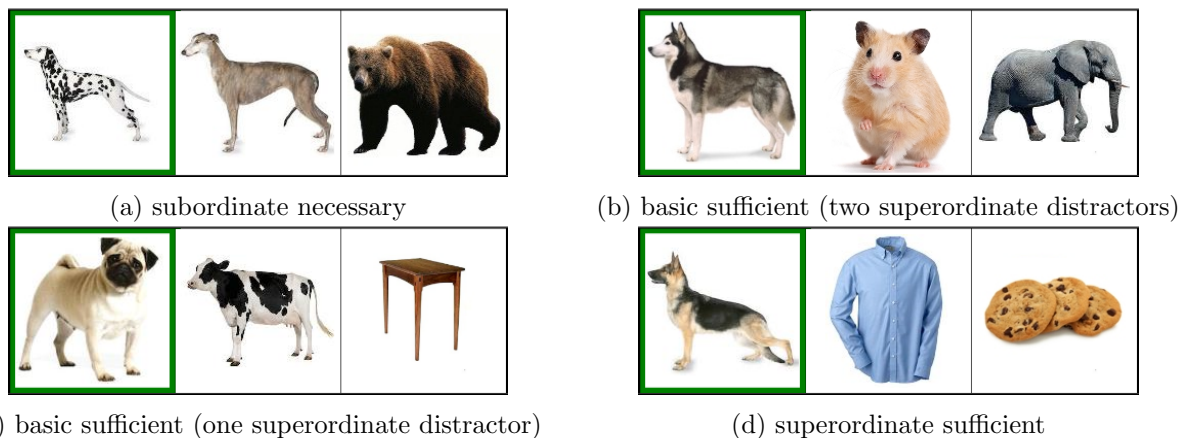 (a) subordinate necessary
(b) basic sufficient (two superordinate distractors)
) basic sufficient (one superordinate distractor)
(d) superordinate sufficient